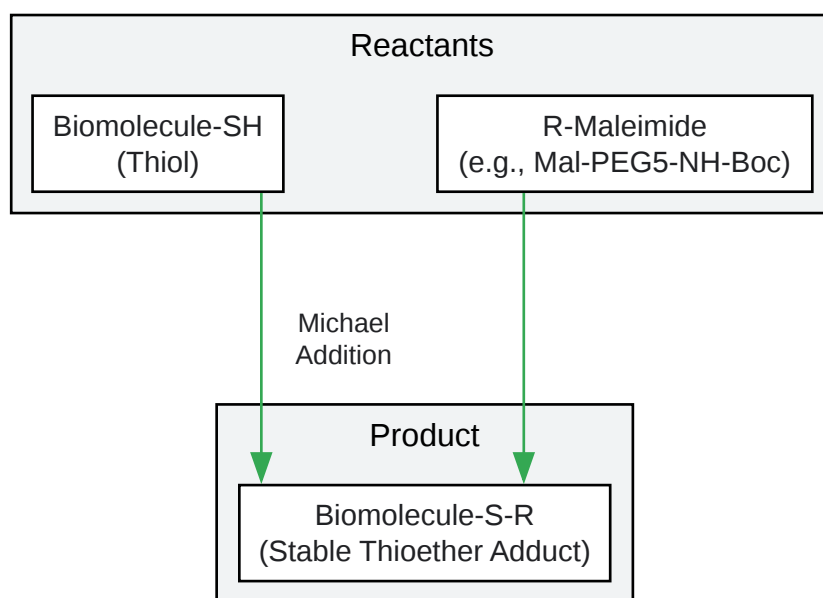 Reactants
Biomolecule-SH
(Thiol)
R-Maleimide
(e.g., Mal-PEG5-NH-Boc)
Michael
Addition
Product
Biomolecule-S-R
(Stable Thioether Adduct)